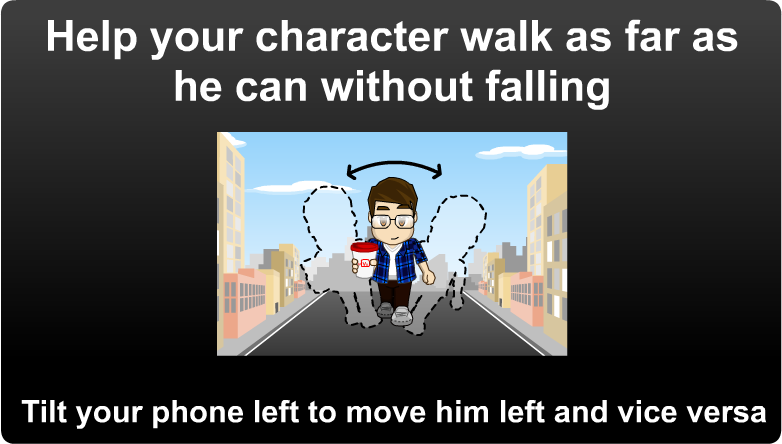 Help your character walk as far as
he can without falling
Tilt your phone left to move him left and vice versa